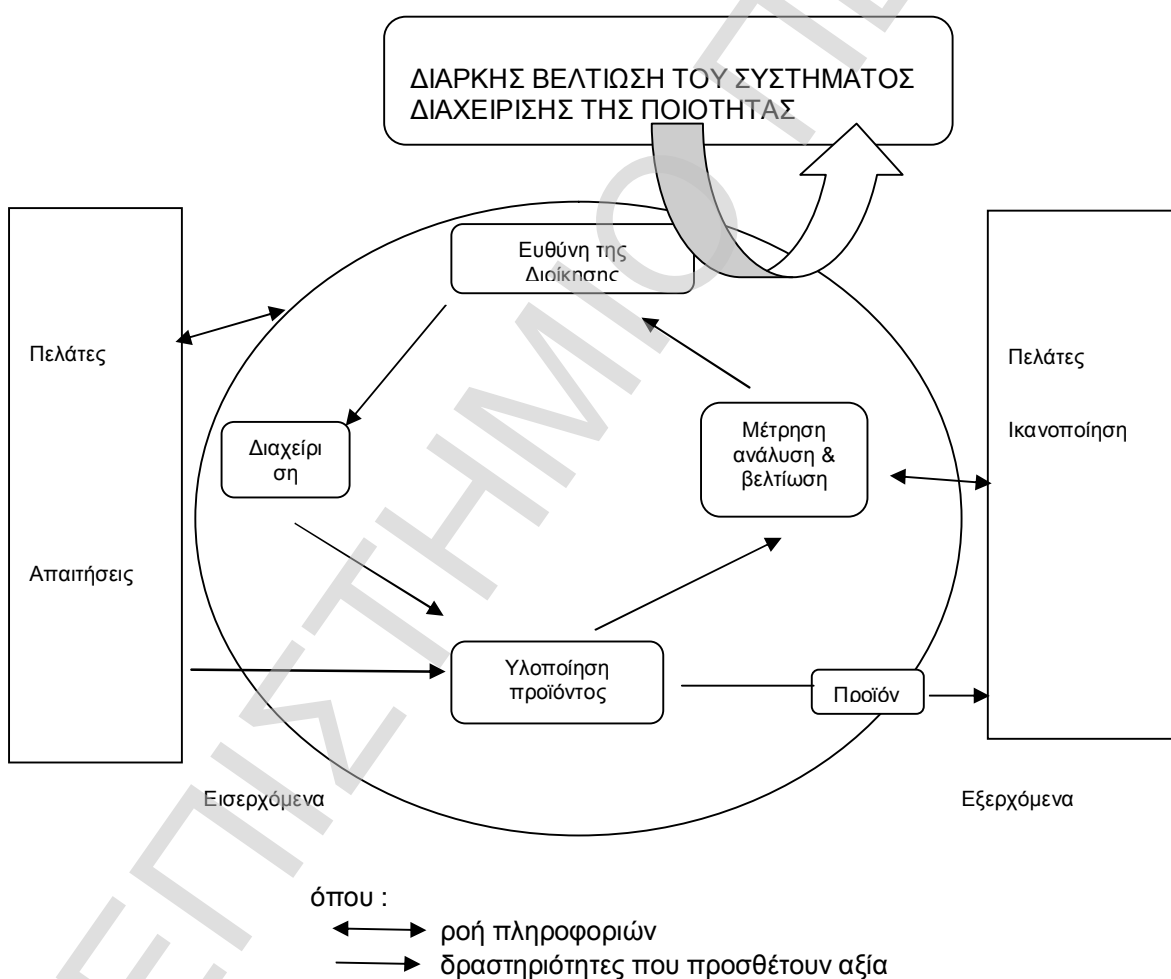 ΔΙΑΡΚΗΣ ΒΕΛΤΙΩΣΗ ΤΟΥ ΣΥΣΤΗΜΑΤΟΣ
ΔΙΑΧΕΙΡΙΣΗΣ ΤΗΣ ΠΟΙΟΤΗΤΑΣ
Ευθύνη της
Διοίκησης
Πελάτες
Πελάτες
Διαχείρι
ση
Μέτρηση
ανάλυση &
βελτίωση
Ικανοποίηση
Απαιτήσεις
Υλοποίηση
προϊόντος
Προϊόν
Εισερχόμενα
Εξερχόμενα
όπου :
ροή πληροφοριών
δραστηριότητες που προσθέτουν αξία